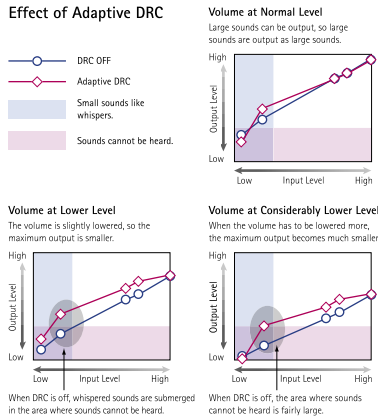 Effect of Adaptive DRC
DRC OFF
Adaptive DRC
Small sounds like
whispers.
Sounds cannot be heard.
Volume at Normal Level
Large sounds can be output, so large
sounds are output as large sounds.
High
Output Level
Low
Low Input Level High
Volume at Lower Level
The volume is slightly lowered, so the
maximum output is smaller.
High
Output Level
Low
Low Input Level High
When DRC is off, whispered sounds are submerged
in the area where sounds cannot be heard.
Volume at Considerably Lower Level
When the volume has to be lowered more,
the maximum output becomes much smaller
High
Output Level
Low
Low Input Level High
When DRC is off, the area where sounds
cannot be heard is fairly large.